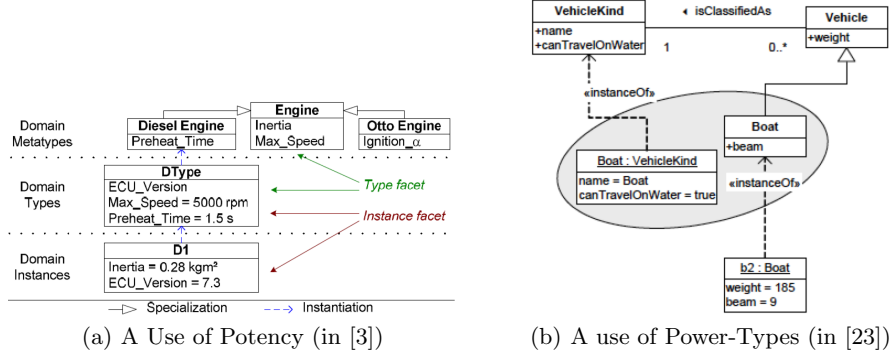 Domain
Metatypes
Diesel Engine
Preheat_Time
Engine
Inertia
Max_Speed
Otto Engine
Ignition_α
Domain
Types
DType
ECU_Version
Max_Speed = 5000 rpm
Preheat_Time = 1.5 s
Type facet
Instance facet
Domain
Instances
D1
Inertia = 0.28 kgm²
ECU_Version = 7.3
Specialization
Instantiation
(a) A Use of Potency (in [3])
VehicleKind
+name
+canTravelOnWater
◂ isClassifiedAs
1
0..*
Vehicle
+weight
«instanceOf»
Boat : VehicleKind
name = Boat
canTravelOnWater = true
Boat
+beam
«instanceOf»
b2 : Boat
weight = 185
beam = 9
(b) A use of Power-Types (in [23])